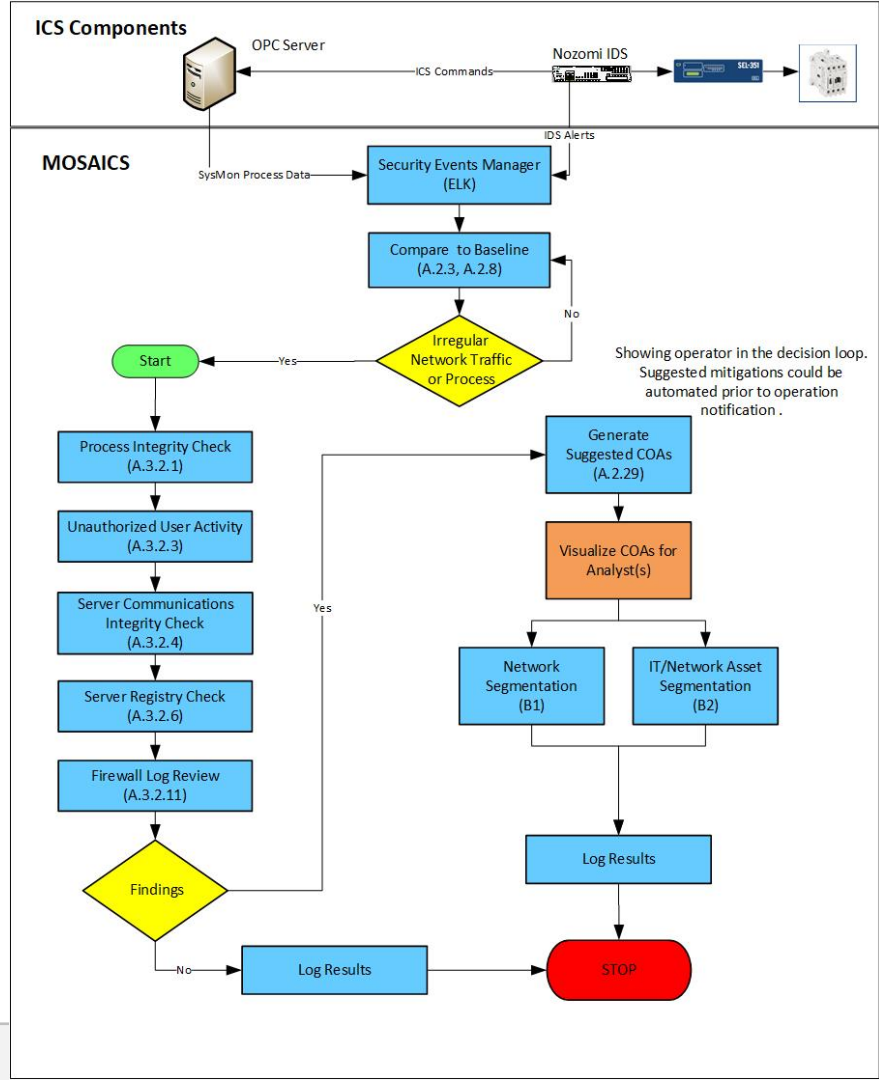 ICS Components
OPC Server
Nozomi IDS
ICS Commands
SEL-351
IDS Alerts
MOSAICS
SysMon Process Data
Security Events Manager
(ELK)
Compare to Baseline
(A.2.3, A.2.8)
No
Irregular
Network Traffic
or Process
Yes
Start
Showing operator in the decision loop.
Suggested mitigations could be
automated prior to operation
notification .
Process Integrity Check
(A.3.2.1)
Unauthorized User Activity
(A.3.2.3)
Server Communications
Integrity Check
(A.3.2.4)
Server Registry Check
(A.3.2.6)
Firewall Log Review
(A.3.2.11)
Findings
Yes
Generate
Suggested COAs
(A.2.29)
Visualize COAs for
Analyst(s)
Network
Segmentation
(B1)
IT/Network Asset
Segmentation
(B2)
Log Results
No
Log Results
STOP